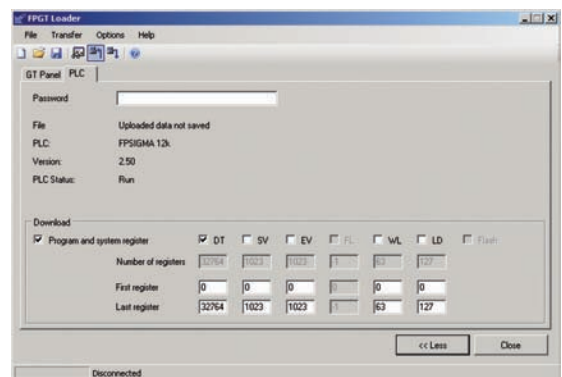 FPGT Loader
File Transfer Options Help
GT Panel PLC
Password
File Uploaded data not saved
PLC: FPSIGMA 12k
Version: 2.50
PLC Status: Run
Download
Program and system register DT SV EV FL WL LD Flash
Number of registers 32764 1023 1023 1 63 127
First register 0 0 0 0 0 0
Last register 32764 1023 1023 1 63 127
<< Less Close
Disconnected